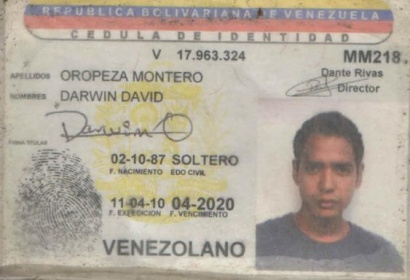 REPUBLICA BOLIVARIANA DE VENEZUELA
CEDULA DE IDENTIDAD
V 17.963.324 MM218.
APELLIDOS OROPEZA MONTERO Dante Rivas
NOMBRES DARWIN DAVID Director
Darwin O
FIRMA TITULAR
02-10-87 SOLTERO
F. NACIMIENTO EDO CIVIL
11-04-10 04-2020
F. EXPEDICION F. VENCIMIENTO
VENEZOLANO